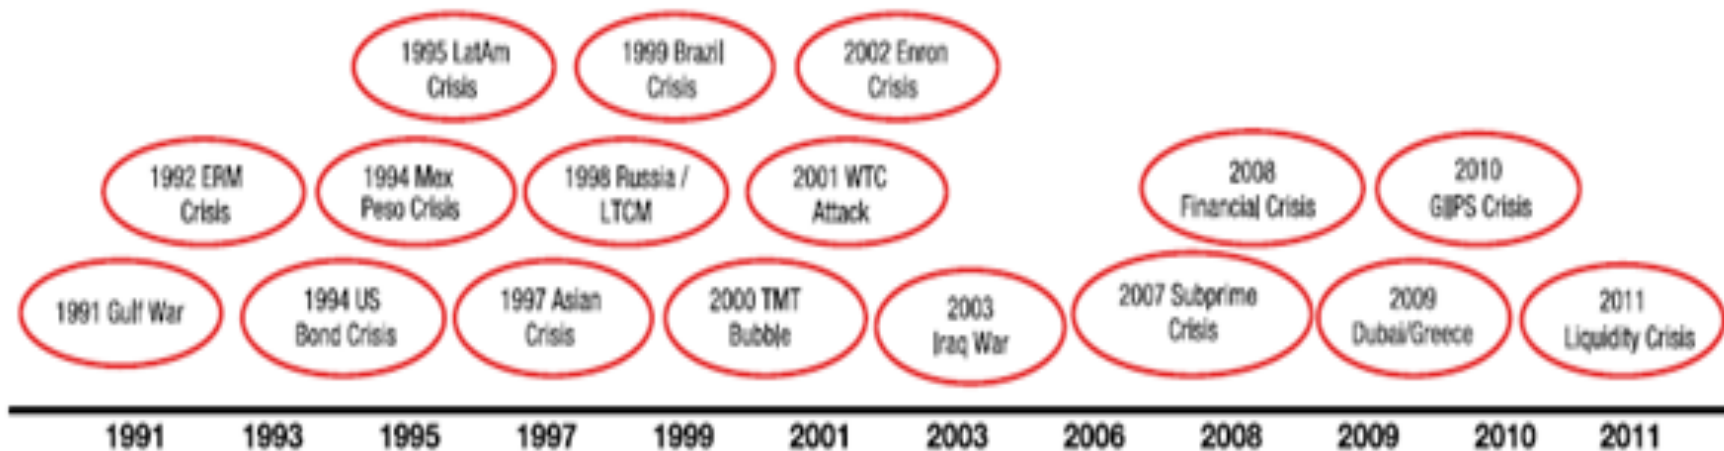 1995 LatAm
Crisis
1999 Brazil
Crisis
2002 Enron
Crisis
1992 ERM
Crisis
1994 Mex
Peso Crisis
1998 Russia /
LTCM
2001 WTC
Attack
2008
Financial Crisis
2010
GIIPS Crisis
1991 Gulf War
1994 US
Bond Crisis
1997 Asian
Crisis
2000 TMT
Bubble
2003
Iraq War
2007 Subprime
Crisis
2009
Dubai/Greece
2011
Liquidity Crisis
1991 1993 1995 1997 1999 2001 2003 2006 2008 2009 2010 2011